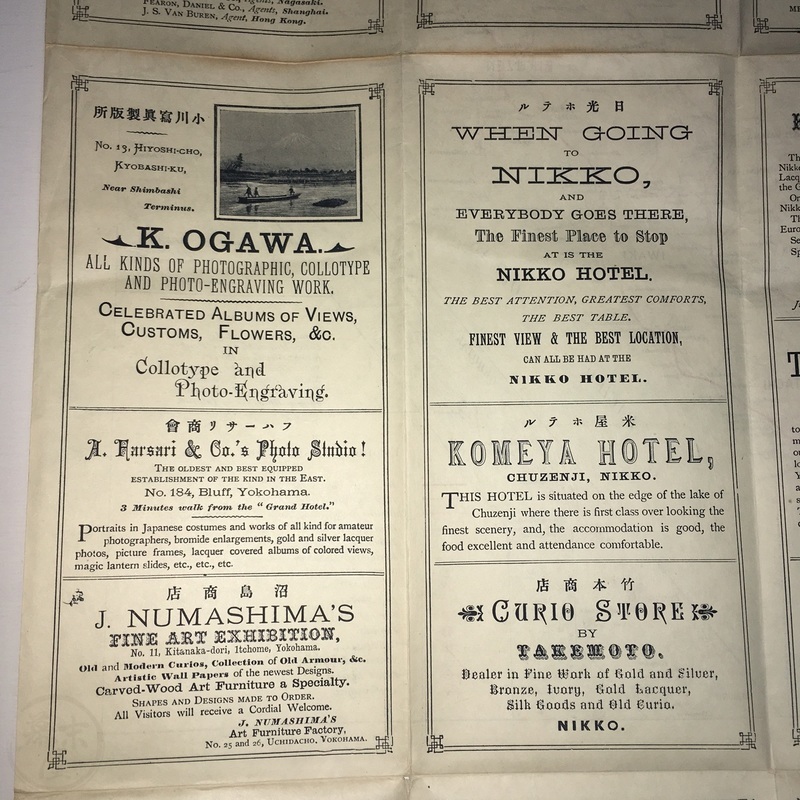 FEARON, DANIEL & CO., Agents, Nagasaki.
J. S. VAN BUREN, Agent, Hong Kong.
所版製眞寫川小
No. 13, HIYOSHI-CHO,
KYOBASHI-KU,
Near Shimbashi
Terminus.
K. OGAWA.
ALL KINDS OF PHOTOGRAPHIC, COLLOTYPE
AND PHOTO-ENGRAVING WORK.
CELEBRATED ALBUMS OF VIEWS,
CUSTOMS, FLOWERS, &c.
IN
Collotype and
Photo-Engraving.
會商リサーハフ
A. Farsari & Co.'s Photo Studio!
THE OLDEST AND BEST EQUIPPED
ESTABLISHMENT OF THE KIND IN THE EAST.
No. 184, Bluff, Yokohama.
3 Minutes walk from the "Grand Hotel."
Portraits in Japanese costumes and works of all kind for amateur
photographers, bromide enlargements, gold and silver lacquer
photos, picture frames, lacquer covered albums of colored views,
magic lantern slides, etc., etc., etc.
店商島沼
J. NUMASHIMA'S
FINE ART EXHIBITION,
No. 11, Kitanaka-dori, Itchome, Yokohama.
Old and Modern Curios, Collection of Old Armour, &c.
Artistic Wall Papers of the newest Designs.
Carved-Wood Art Furniture a Specialty.
SHAPES AND DESIGNS MADE TO ORDER.
All Visitors will receive a Cordial Welcome.
J. NUMASHIMA'S
Art Furniture Factory,
No. 25 and 26, UCHIDACHO, YOKOHAMA.
ルテホ光日
WHEN GOING
TO
NIKKO,
AND
EVERYBODY GOES THERE,
The Finest Place to Stop
AT IS THE
NIKKO HOTEL.
THE BEST ATTENTION, GREATEST COMFORTS,
THE BEST TABLE.
FINEST VIEW & THE BEST LOCATION,
CAN ALL BE HAD AT THE
NIKKO HOTEL.
ルテホ屋米
KOMEYA HOTEL,
CHUZENJI, NIKKO.
THIS HOTEL is situated on the edge of the lake of
Chuzenji where there is first class over looking the
finest scenery, and, the accommodation is good, the
food excellent and attendance comfortable.
店商本竹
CURIO STORE
BY
TAKEMOTO,
Dealer in Fine Work of Gold and Silver,
Bronze, Ivory, Gold Lacquer,
Silk Goods and Old Curio.
NIKKO.